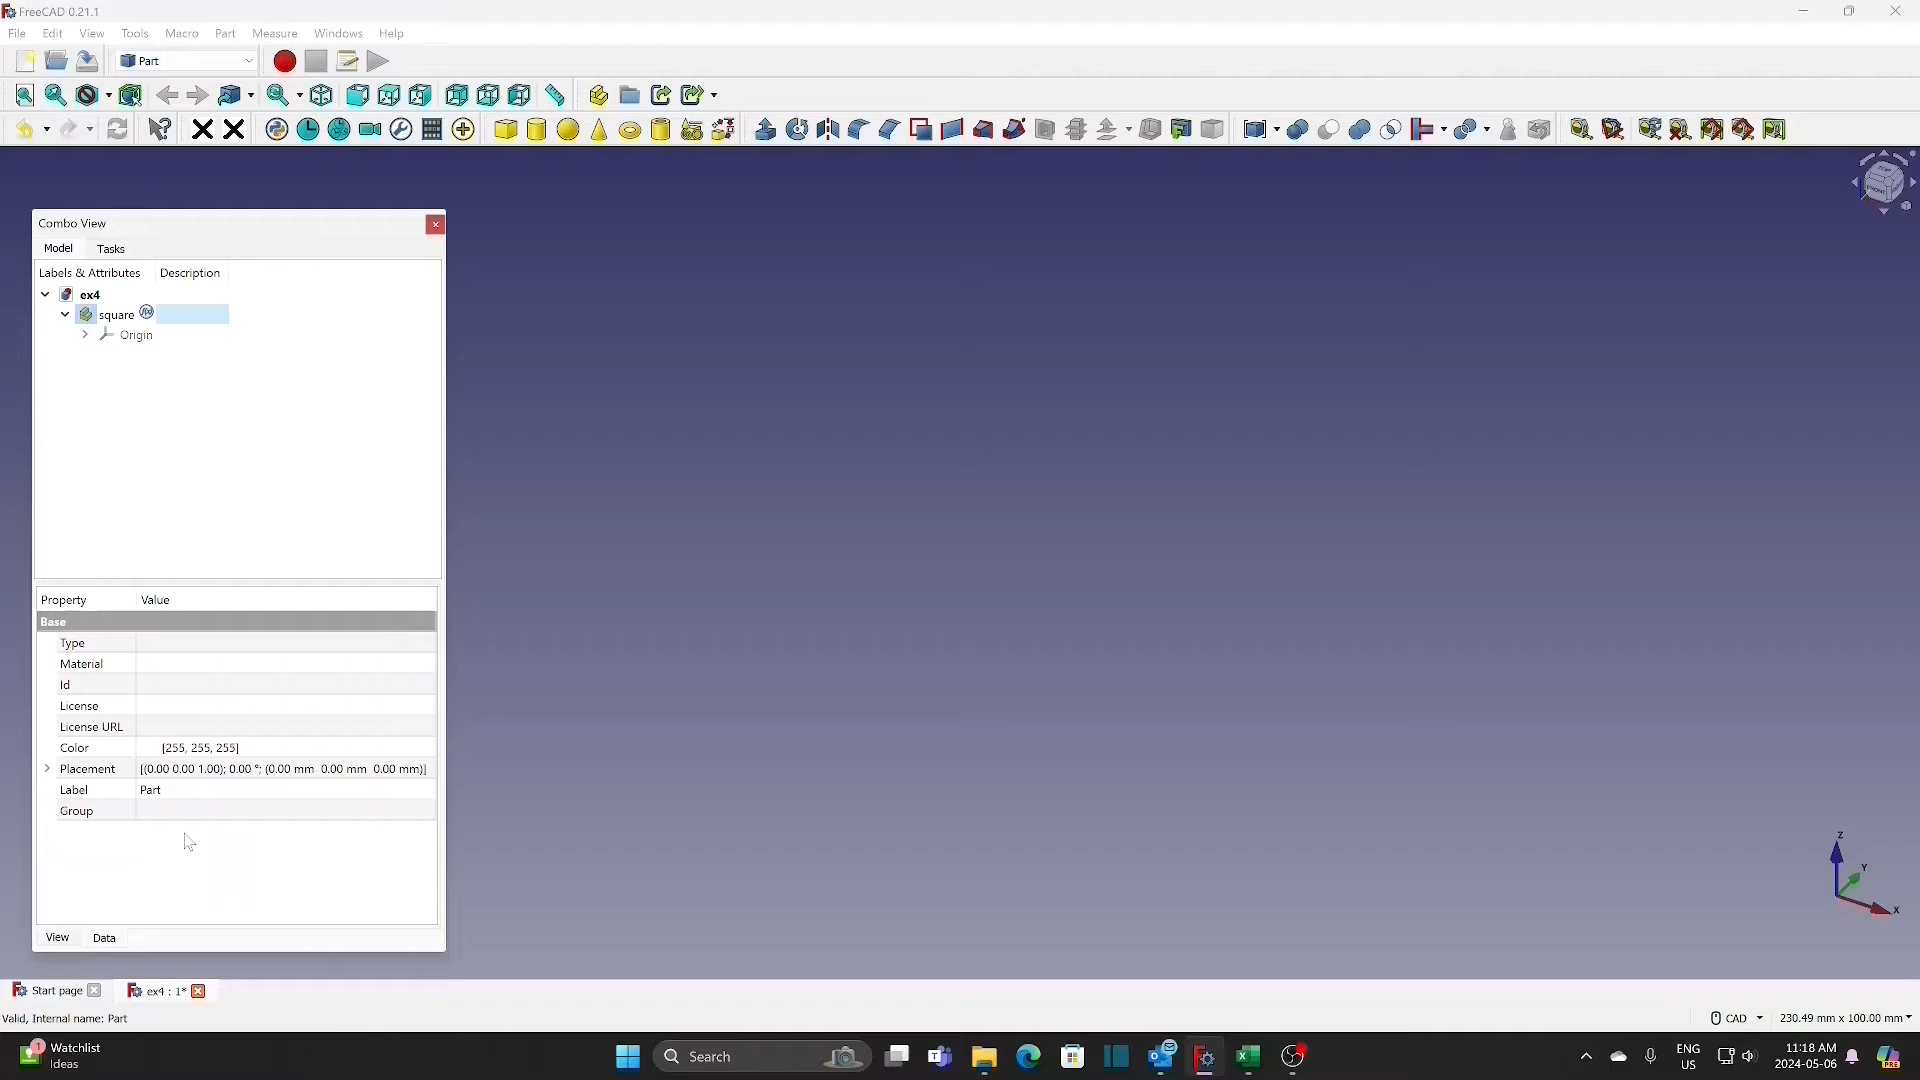 FreeCAD 0.21.1
File Edit View Tools Macro Part Measure Windows Help
Part
Combo View
Model Tasks
Labels & Attributes Description
ex4
square
Origin
Property Value
Base
Type
Material
Id
License
License URL
Color [255, 255, 255]
Placement [(0.00 0.00 1.00); 0.00 °; (0.00 mm 0.00 mm 0.00 mm)]
Label Part
Group
View Data
TOP
FRONT
Z
Y
X
Start page ex4 : 1*
Valid, Internal name: Part
CAD 230.49 mm x 100.00 mm
1 Watchlist
Ideas
Search
ENG
US
11:18 AM
2024-05-06
PRE